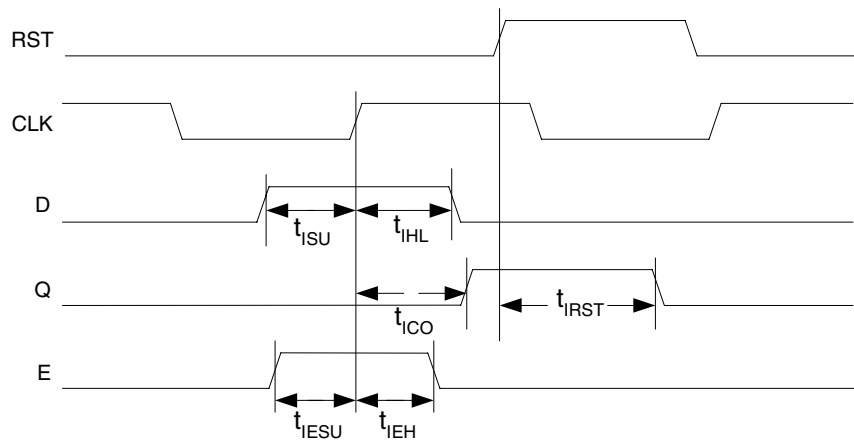 RST
CLK
D
tISU
tIHL
Q
tICO
tIRST
E
tIESU
tIEH